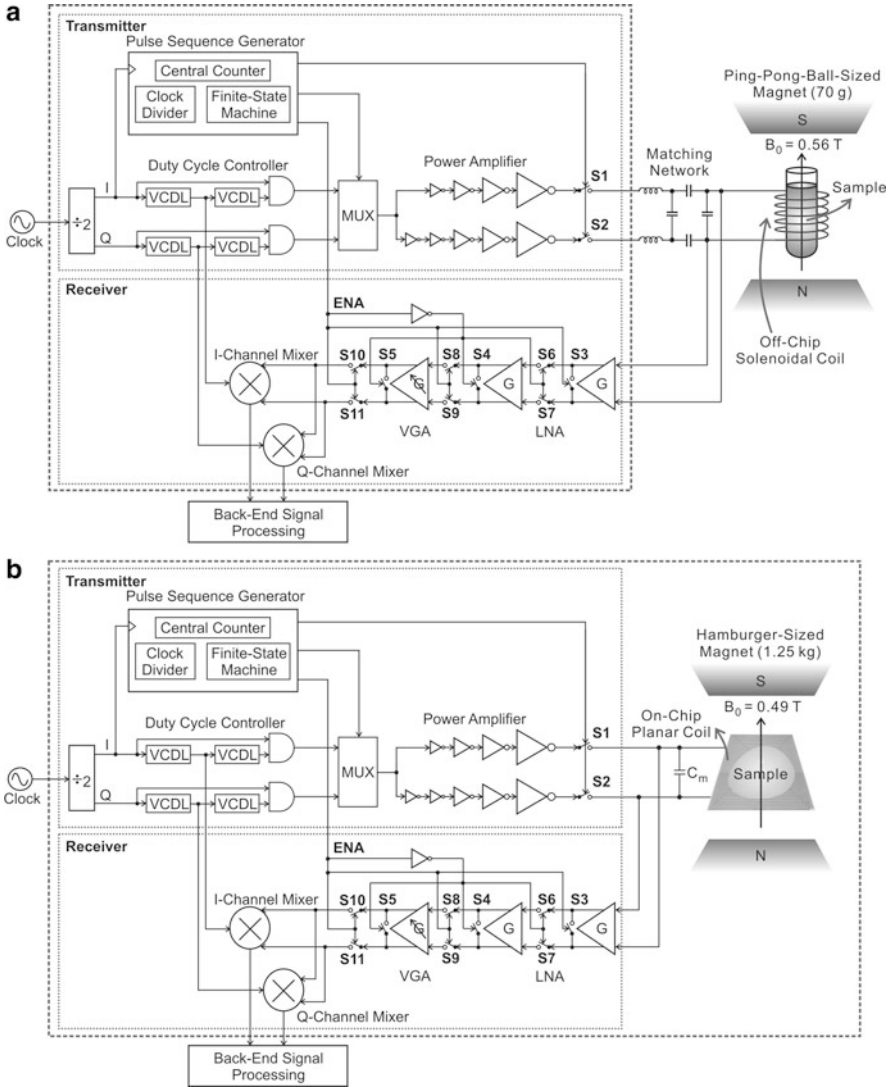 a
Transmitter
Pulse Sequence Generator
Central Counter
Clock
Divider
Finite-State
Machine
Duty Cycle Controller
Power Amplifier
S1
Matching
Network
Ping-Pong-Ball-Sized
Magnet (70 g)
S
B0 = 0.56 T
Sample
I
VCDL
VCDL
÷2
MUX
Clock
Q
VCDL
VCDL
S2
N
Off-Chip
Solenoidal Coil
Receiver
ENA
I-Channel Mixer
S10
S5
S8
S4
S6
S3
G
G
G
S11
S9
S7
VGA
LNA
Q-Channel Mixer
Back-End Signal
Processing
b
Transmitter
Pulse Sequence Generator
Central Counter
Clock
Divider
Finite-State
Machine
Duty Cycle Controller
Power Amplifier
S1
Hamburger-Sized
Magnet (1.25 kg)
S
B0 = 0.49 T
On-Chip
Planar Coil
I
VCDL
VCDL
÷2
MUX
Clock
Q
VCDL
VCDL
S2
Cm
Sample
N
Receiver
ENA
I-Channel Mixer
S10
S5
S8
S4
S6
S3
G
G
G
S11
S9
S7
VGA
LNA
Q-Channel Mixer
Back-End Signal
Processing